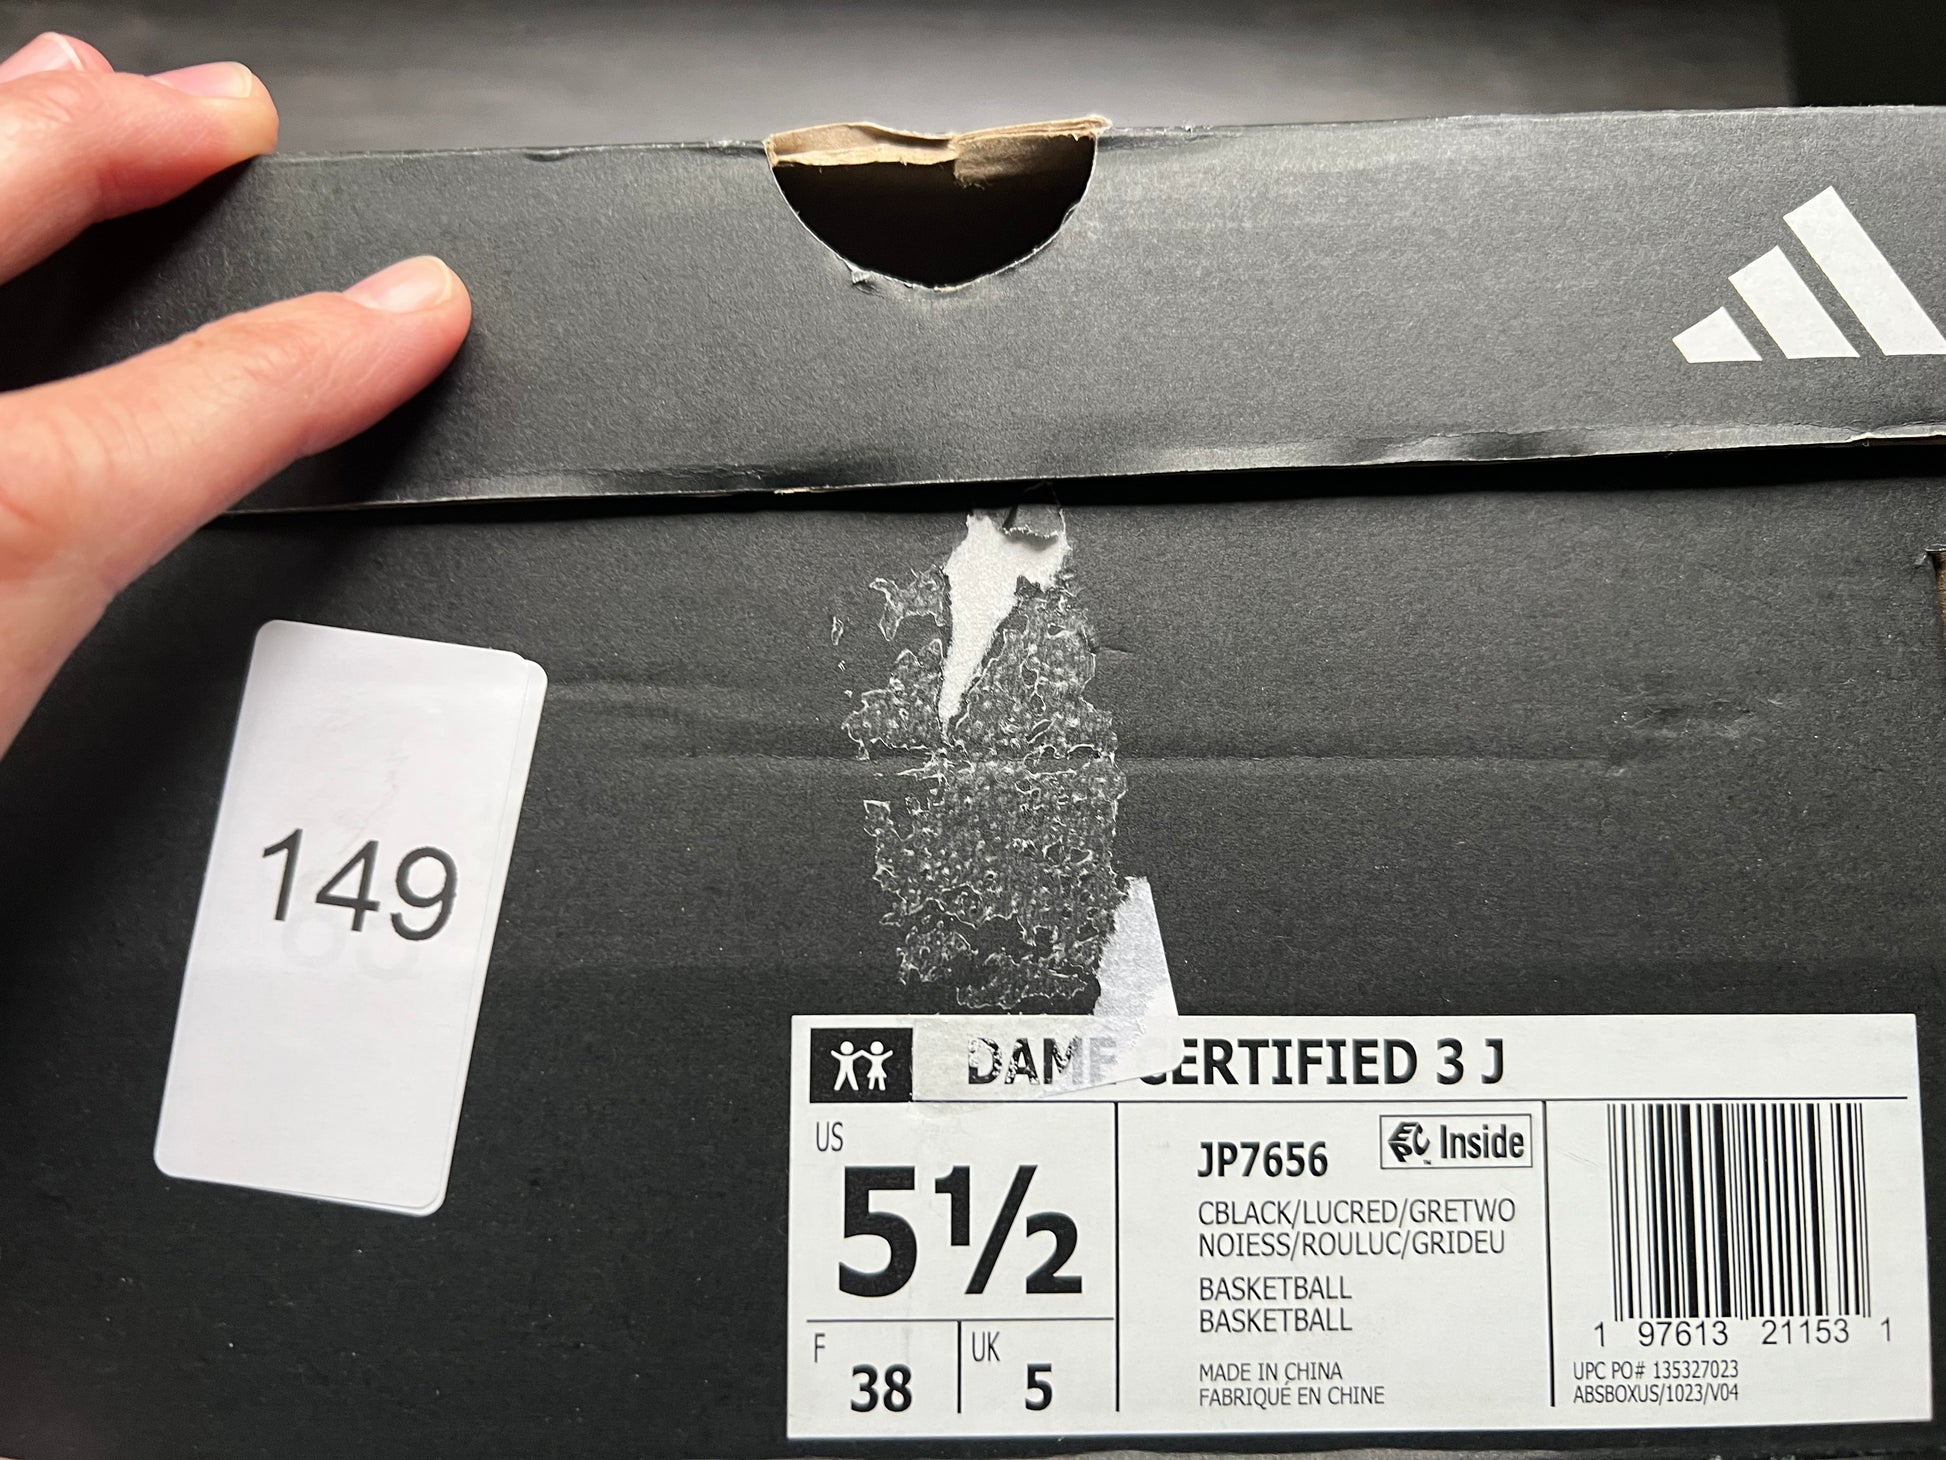 149
DAME CERTIFIED 3 J
US
5½
JP7656
EPC Inside
CBLACK/LUCRED/GRETWO
NOIESS/ROULUC/GRIDEU
BASKETBALL
BASKETBALL
F
38
UK
5
MADE IN CHINA
FABRIQUÉ EN CHINE
1 97613 21153 1
UPC PO# 135327023
ABSBOXUS/1023/V04